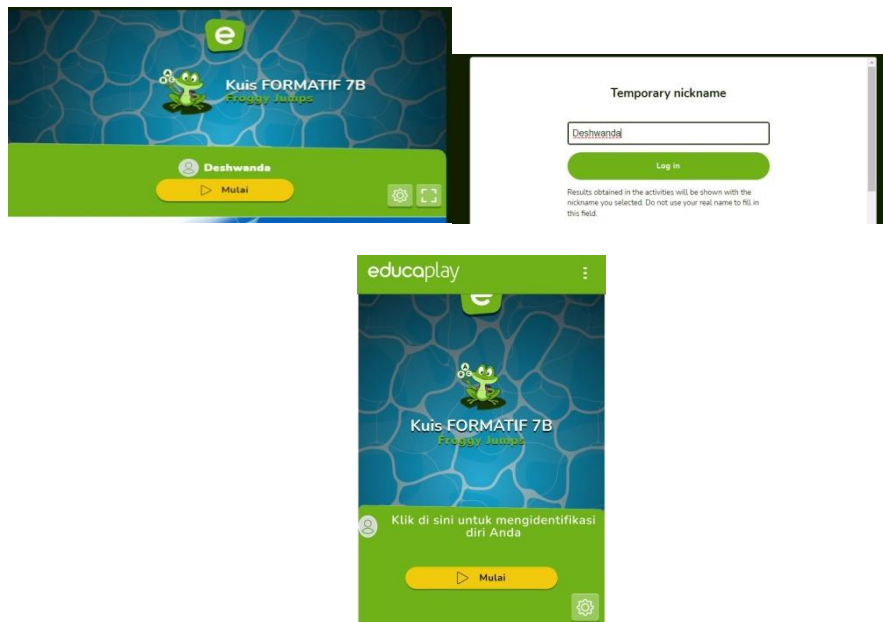 e
Kuis FORMATIF 7B
Froggy Jumps
Deshwanda
Mulai
Temporary nickname
Deshwanda
Log in
Results obtained in the activities will be shown with the
nickname you selected. Do not use your real name to fill in
this field.
educaplay
e
Kuis FORMATIF 7B
Froggy Jumps
Klik di sini untuk mengidentifikasi
diri Anda
Mulai